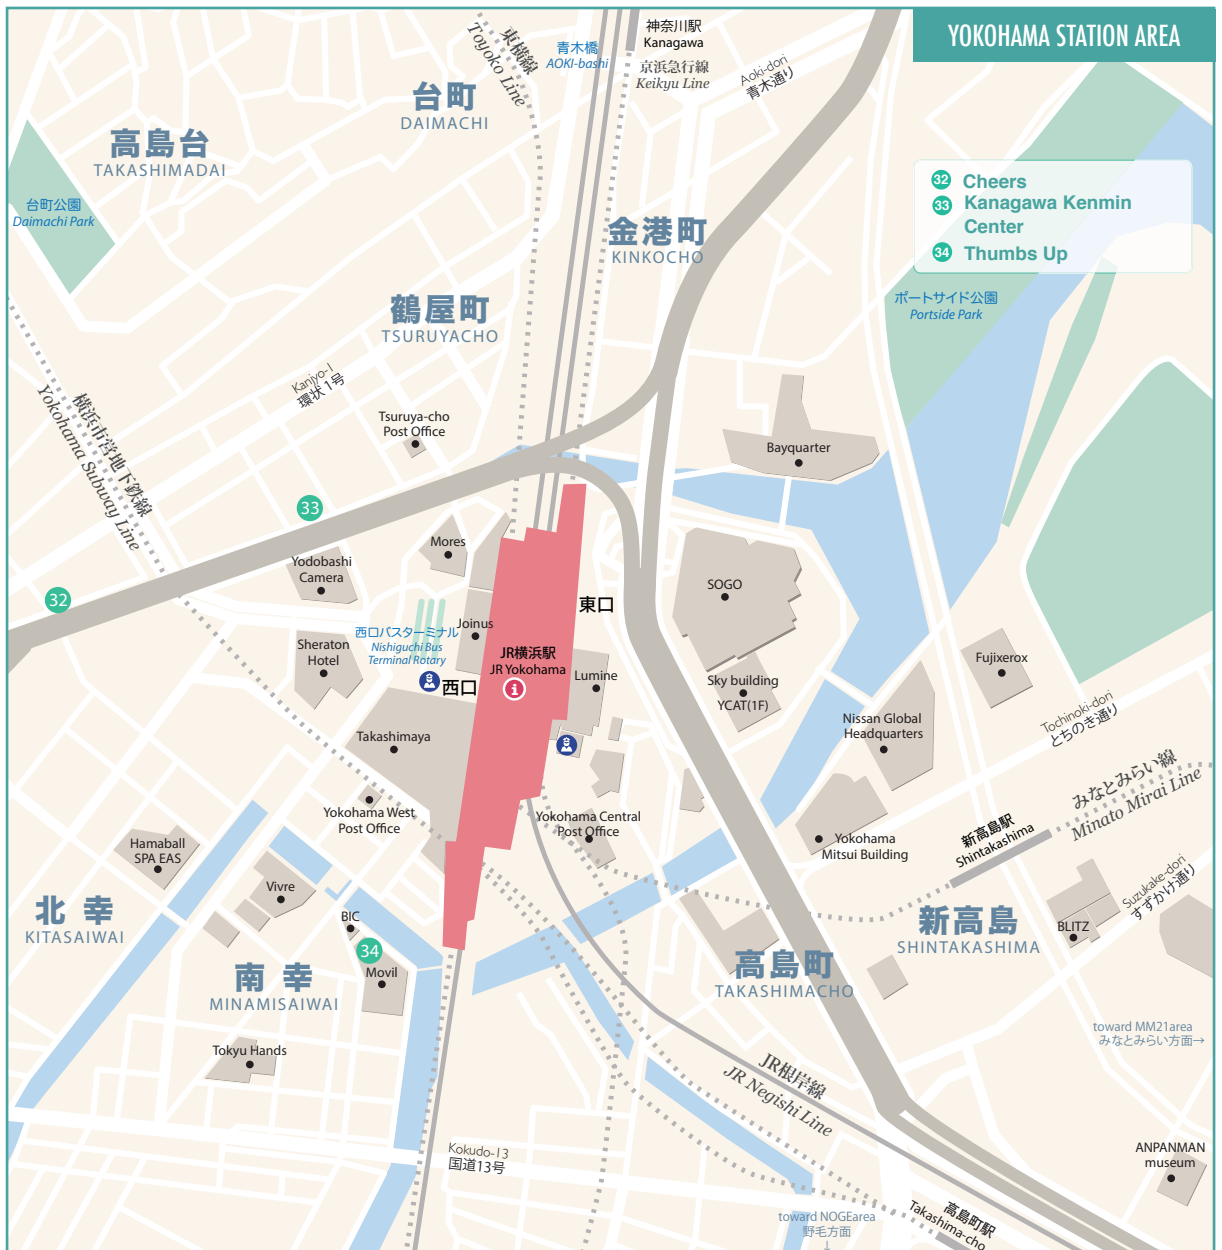 YOKOHAMA STATION AREA
神奈川駅
Kanagawa
京浜急行線
Keikyu Line
青木橋
AOKI-bashi
東横線
Toyoko Line
Aoki-dori
青木通り
台町
DAIMACHI
高島台
TAKASHIMADAI
台町公園
Daimachi Park
32 Cheers
33 Kanagawa Kenmin
Center
34 Thumbs Up
金港町
KINKOCHO
鶴屋町
TSURUYACHO
ポートサイド公園
Portside Park
Kanjyo-1
環状1号
横浜市営地下鉄線
Yokohama Subway Line
Tsuruya-cho
Post Office
Bayquarter
33
Mores
Yodobashi
Camera
32
SOGO
東口
西口バスターミナル
Nishiguchi Bus
Terminal Rotary
Joinus
Sheraton
Hotel
JR横浜駅
JR Yokohama
i
西口
Lumine
Sky building
YCAT(1F)
Fujixerox
Nissan Global
Headquarters
Tochinoki-dori
とちのき通り
Takashimaya
みなとみらい線
Minato Mirai Line
Yokohama West
Post Office
Yokohama Central
Post Office
Yokohama
Mitsui Building
新高島駅
Shintakashima
Hamaball
SPA EAS
Vivre
Suzukake-dori
すずかけ通り
北 幸
KITASAIWAI
BIC
34
Movil
新高島
SHINTAKASHIMA
BLITZ
南 幸
MINAMISAIWAI
高島町
TAKASHIMACHO
toward MM21area
みなとみらい方面→
Tokyu Hands
JR根岸線
JR Negishi Line
Kokudo-13
国道13号
ANPANMAN
museum
toward NOGEarea
野毛方面
↓
高島町駅
Takashima-cho